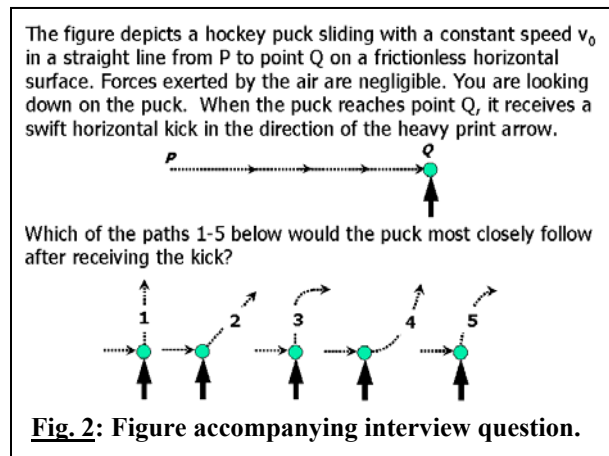 The figure depicts a hockey puck sliding with a constant speed v₀
in a straight line from P to point Q on a frictionless horizontal
surface. Forces exerted by the air are negligible. You are looking
down on the puck. When the puck reaches point Q, it receives a
swift horizontal kick in the direction of the heavy print arrow.
P Q
Which of the paths 1-5 below would the puck most closely follow
after receiving the kick?
1 2 3 4 5
Fig. 2: Figure accompanying interview question.